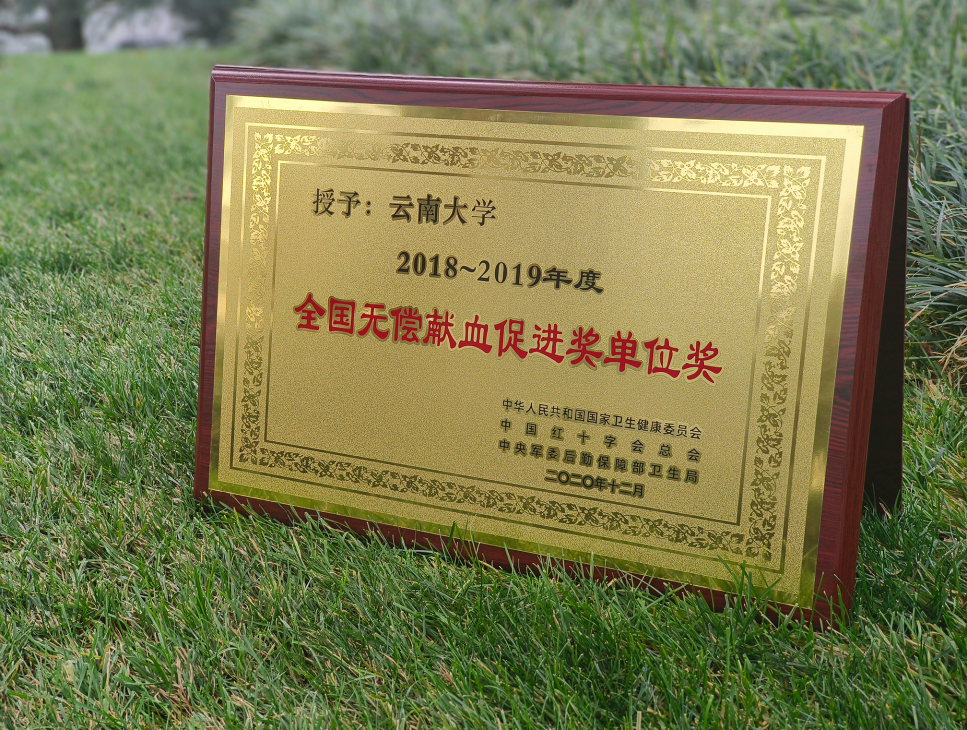 授予：云南大学
2018~2019年度
全国无偿献血促进奖单位奖
中华人民共和国国家卫生健康委员会
中国红十字会总会
中央军委后勤保障部卫生局
二〇二〇年十二月